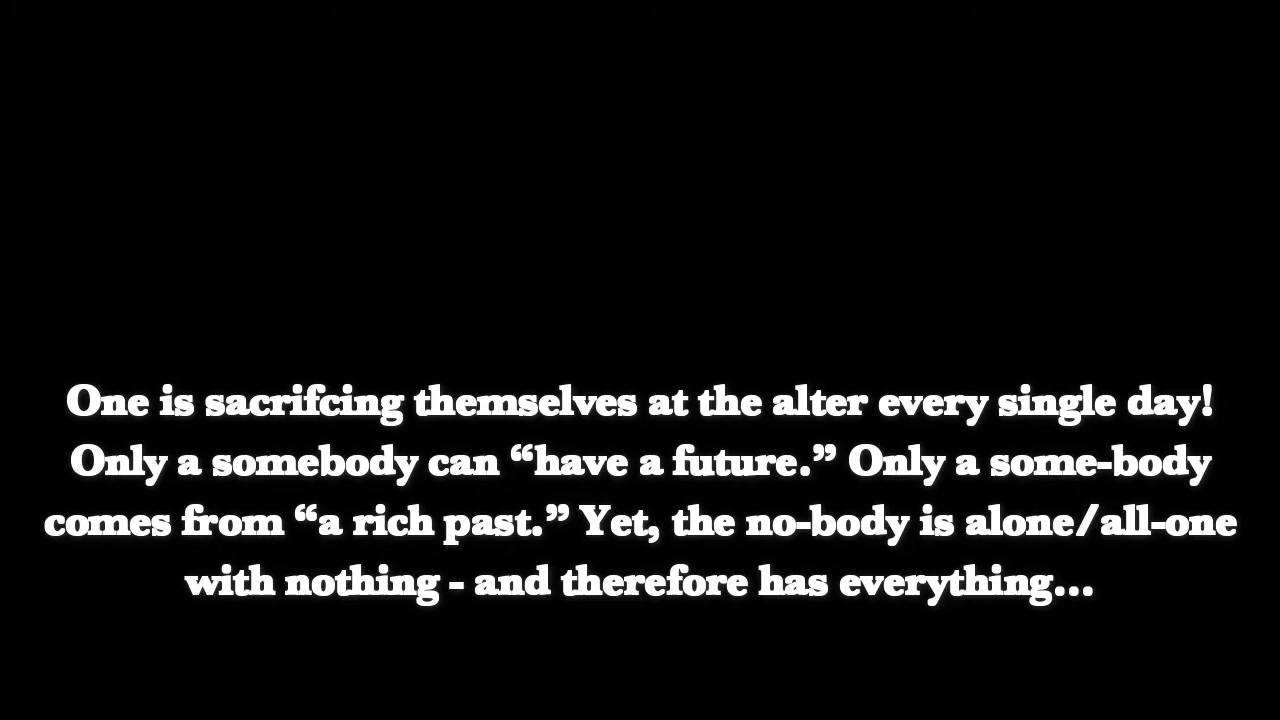 One is sacrifcing themselves at the alter every single day!
Only a somebody can “have a future.” Only a some-body
comes from “a rich past.” Yet, the no-body is alone/all-one
with nothing - and therefore has everything...